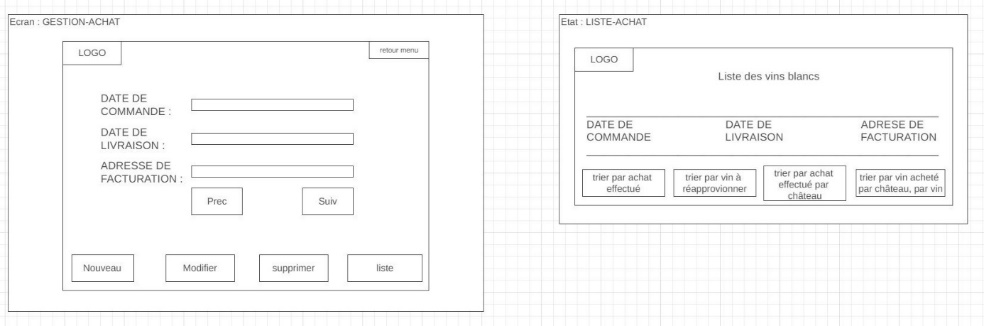 Ecran : GESTION-ACHAT
LOGO
retour menu
DATE DE
COMMANDE :
DATE DE
LIVRAISON :
ADRESSE DE
FACTURATION :
Prec
Suiv
Nouveau
Modifier
supprimer
liste
Etat : LISTE-ACHAT
LOGO
Liste des vins blancs
DATE DE
COMMANDE
DATE DE
LIVRAISON
ADRESE DE
FACTURATION
trier par achat
effectué
trier par vin à
réapprovionner
trier par achat
effectué par
château
trier par vin acheté
par château, par vin